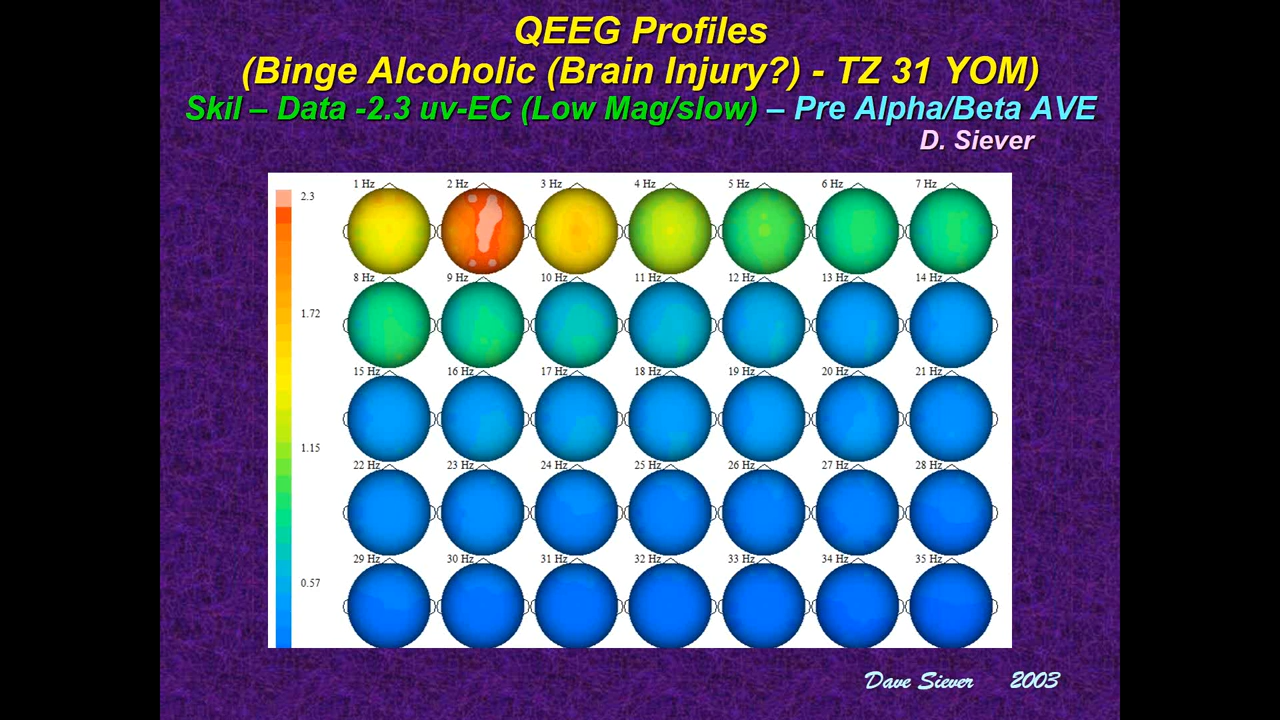 QEEG Profiles
(Binge Alcoholic (Brain Injury?) - TZ 31 YOM)
Skil – Data -2.3 uv-EC (Low Mag/slow) – Pre Alpha/Beta AVE
D. Siever
1 Hz 2 Hz 3 Hz 4 Hz 5 Hz 6 Hz 7 Hz
2.3
8 Hz 9 Hz 10 Hz 11 Hz 12 Hz 13 Hz 14 Hz
1.72
15 Hz 16 Hz 17 Hz 18 Hz 19 Hz 20 Hz 21 Hz
1.15
22 Hz 23 Hz 24 Hz 25 Hz 26 Hz 27 Hz 28 Hz
29 Hz 30 Hz 31 Hz 32 Hz 33 Hz 34 Hz 35 Hz
0.57
Dave Siever 2003